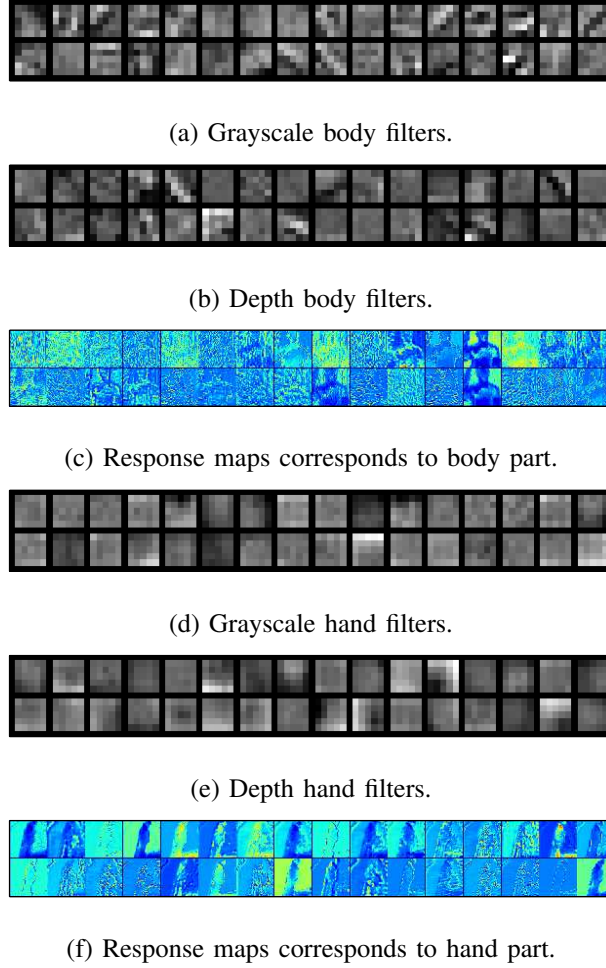 (a) Grayscale body filters.
(b) Depth body filters.
(c) Response maps corresponds to body part.
(d) Grayscale hand filters.
(e) Depth hand filters.
(f) Response maps corresponds to hand part.